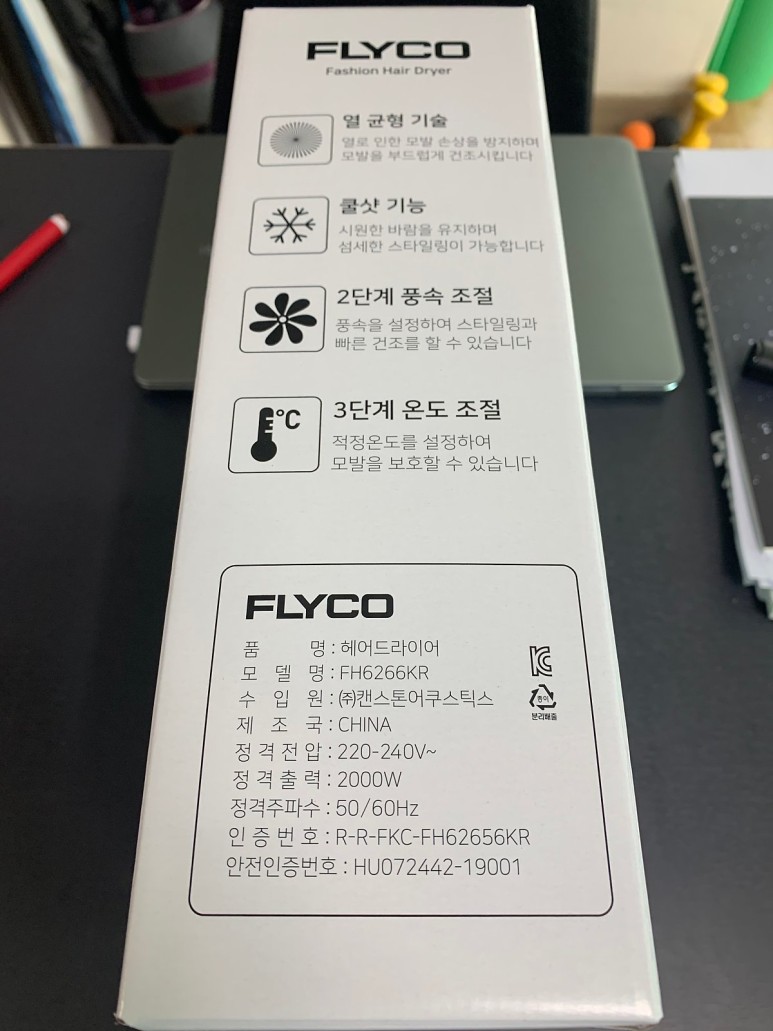 FLYCO
Fashion Hair Dryer
열 균형 기술
열로 인한 모발 손상을 방지하며
모발을 부드럽게 건조시킵니다
쿨샷 기능
시원한 바람을 유지하며
섬세한 스타일링이 가능합니다
2단계 풍속 조절
풍속을 설정하여 스타일링과
빠른 건조를 할 수 있습니다
°C
3단계 온도 조절
적정온도를 설정하여
모발을 보호할 수 있습니다
FLYCO
품 명 : 헤어드라이어
모 델 명 : FH6266KR
수 입 원 : ㈜캔스톤어쿠스틱스
제 조 국 : CHINA
정 격 전 압 : 220-240V~
정 격 출 력 : 2000W
정격주파수 : 50/60Hz
인 증 번 호 : R-R-FKC-FH62656KR
안전인증번호 : HU072442-19001
종이
분리배출